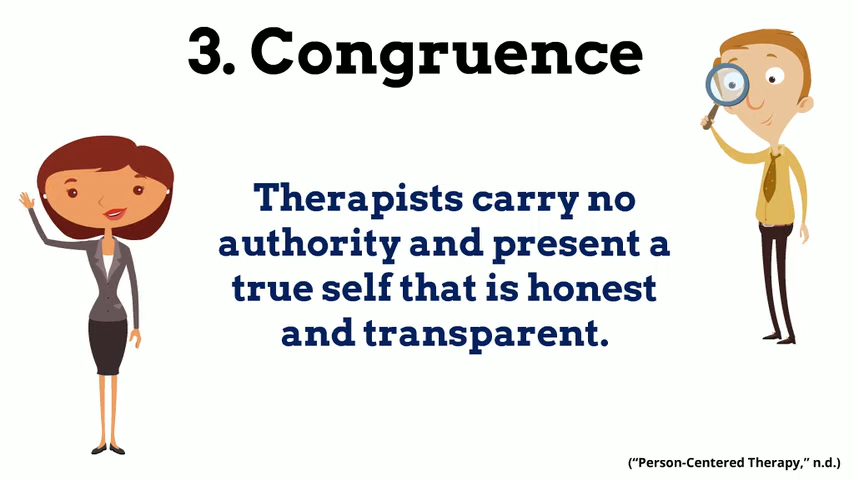 3. Congruence
Therapists carry no
authority and present a
true self that is honest
and transparent.
(“Person-Centered Therapy,” n.d.)